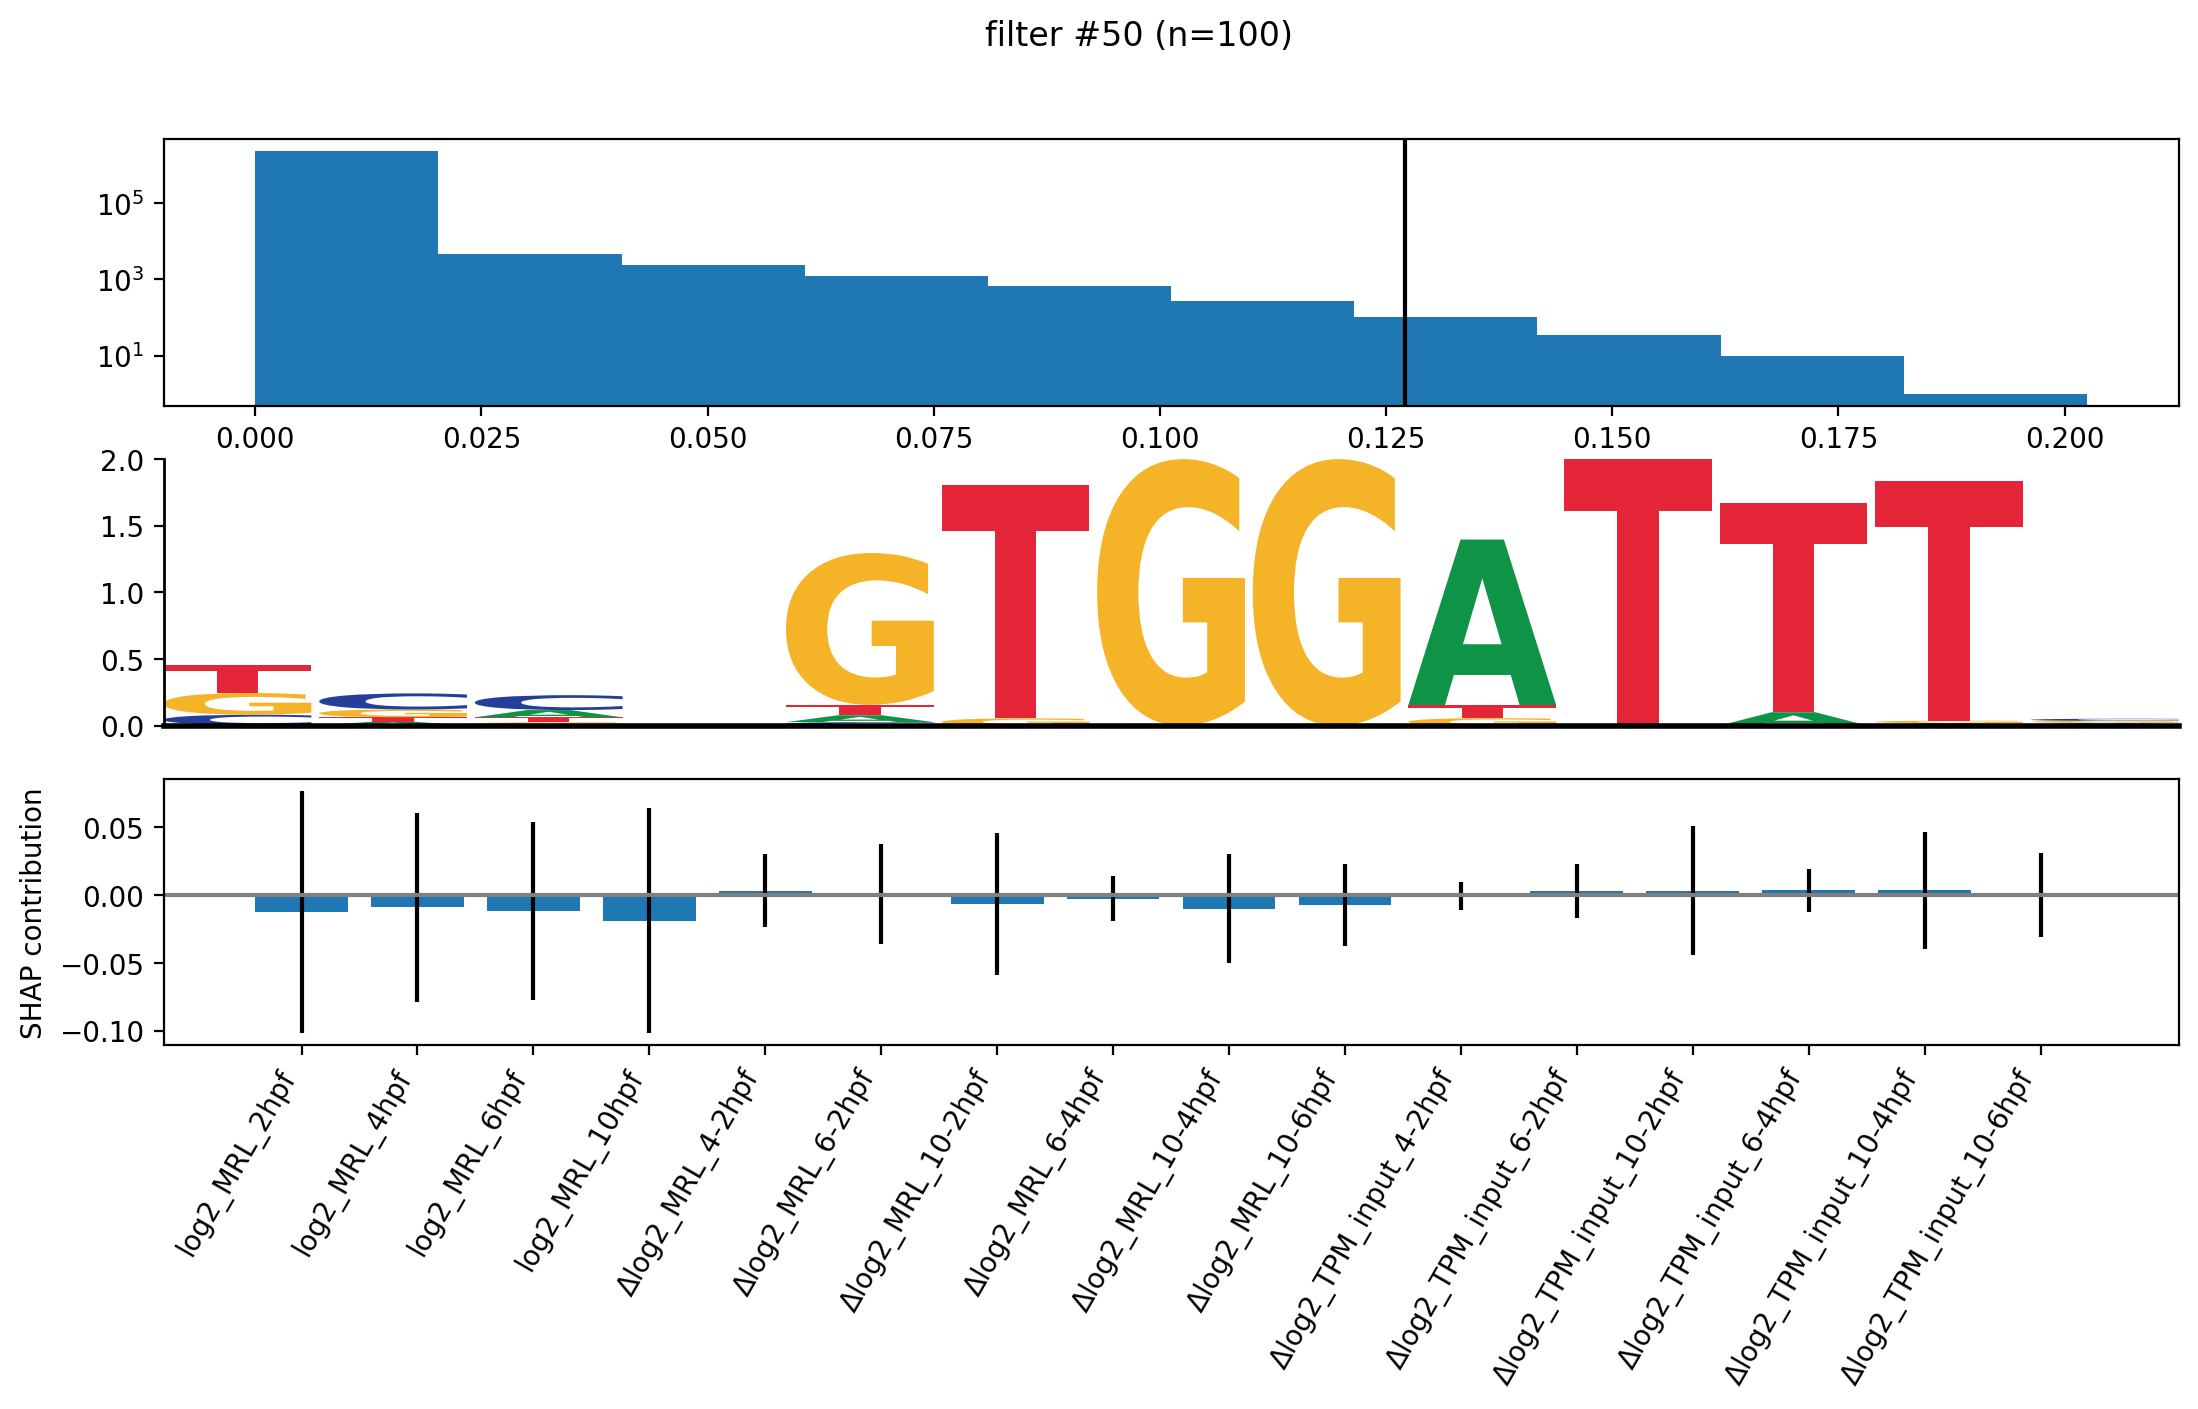 filter #50 (n=100)
10⁵
10³
10¹
0.000 0.025 0.050 0.075 0.100 0.125 0.150 0.175 0.200
2.0
1.5
1.0
0.5
0.0
T G C
C G T A
C A T
G T A
T G
G
G
A T G
T
T A
T G
SHAP contribution
0.05
0.00
−0.05
−0.10
log2_MRL_2hpf
log2_MRL_4hpf
log2_MRL_6hpf
log2_MRL_10hpf
Δlog2_MRL_4-2hpf
Δlog2_MRL_6-2hpf
Δlog2_MRL_10-2hpf
Δlog2_MRL_6-4hpf
Δlog2_MRL_10-4hpf
Δlog2_MRL_10-6hpf
Δlog2_TPM_input_4-2hpf
Δlog2_TPM_input_6-2hpf
Δlog2_TPM_input_10-2hpf
Δlog2_TPM_input_6-4hpf
Δlog2_TPM_input_10-4hpf
Δlog2_TPM_input_10-6hpf